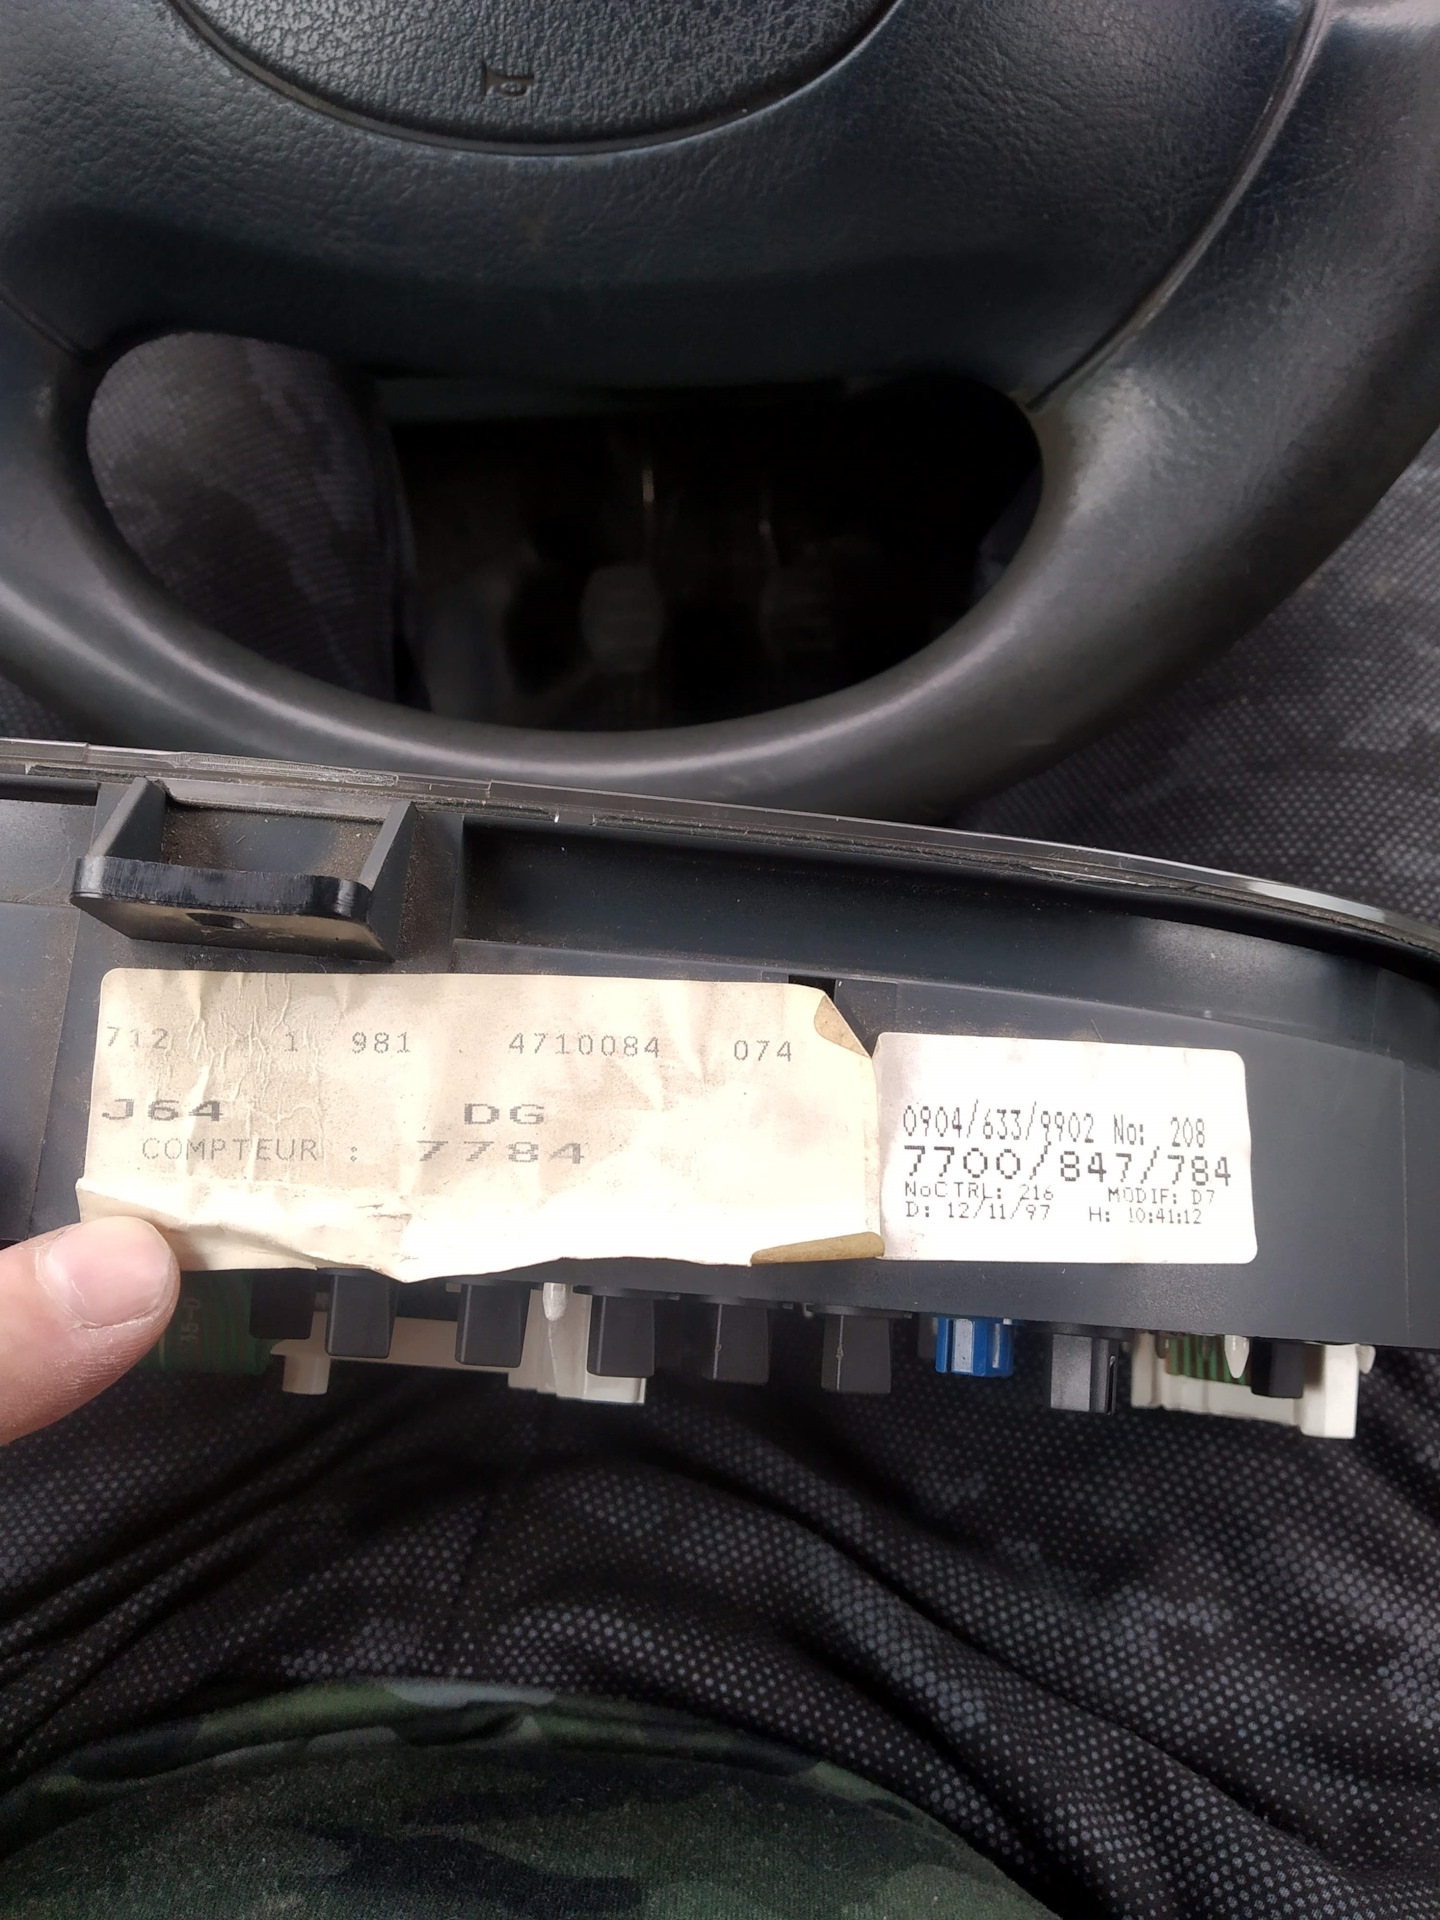 712 1 981 4710084 074
J64 DG
COMPTEUR : 7784
0904/633/9902 No: 208
7700/847/784
NoCTRL: 216 MODIF: D7
D: 12/11/97 H: 10:41:12